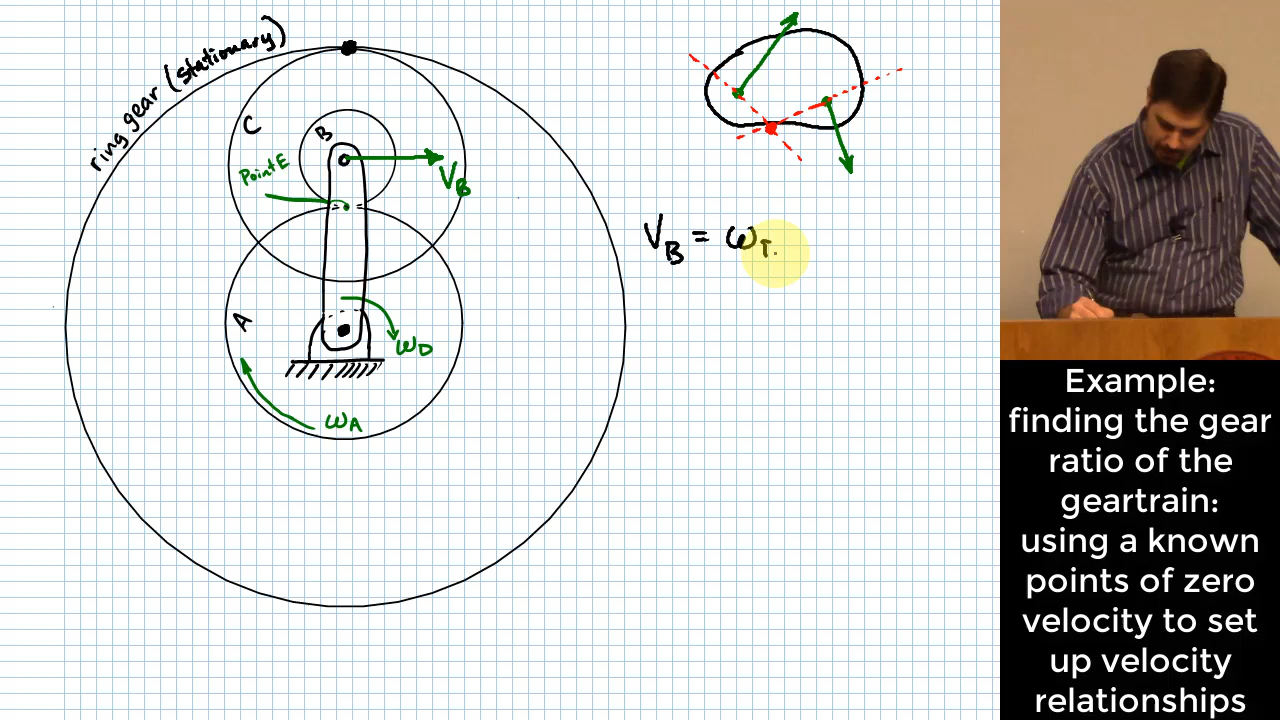 ring gear (stationary)
C
B
Point E
V_B
A
ω_D
ω_A
V_B = ω
Example:
finding the gear
ratio of the
geartrain:
using a known
points of zero
velocity to set
up velocity
relationships